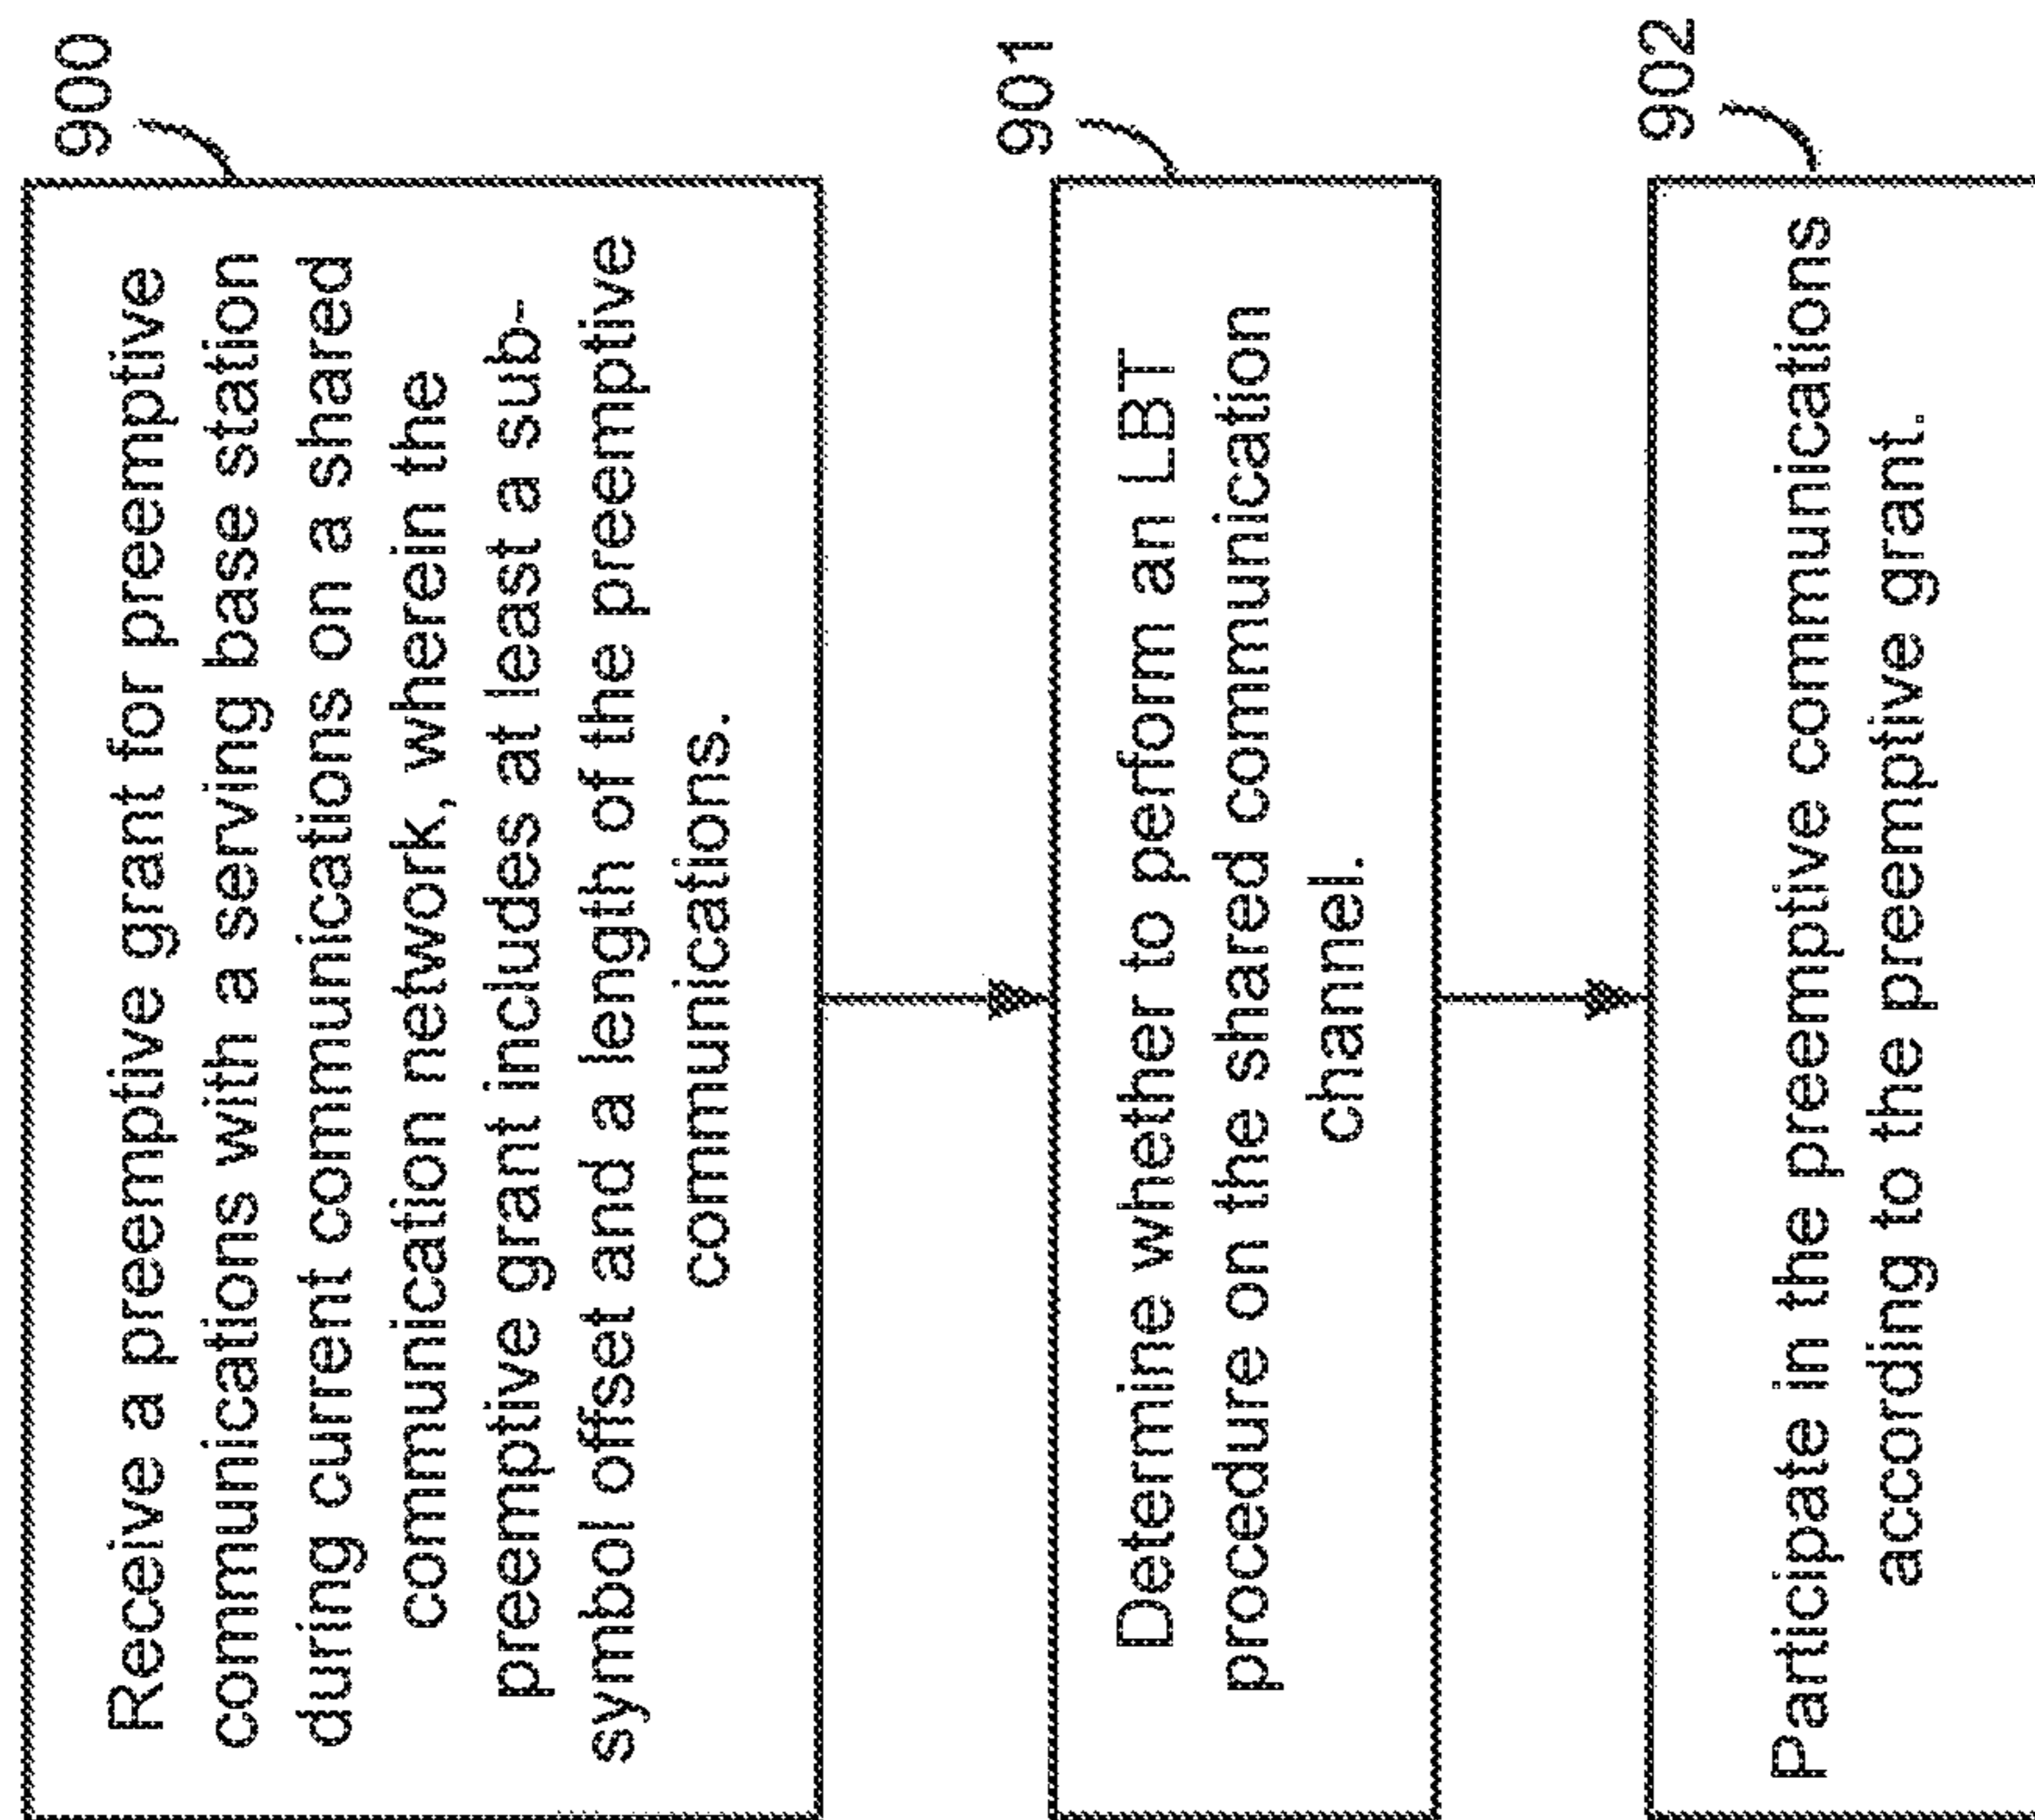 900
Receive a preemptive grant for preemptive
communications with a serving base station
during current communications on a shared
communication network, wherein the
preemptive grant includes at least a sub-
symbol offset and a length of the preemptive
communications.
901
Determine whether to perform an LBT
procedure on the shared communication
channel.
902
Participate in the preemptive communications
according to the preemptive grant.